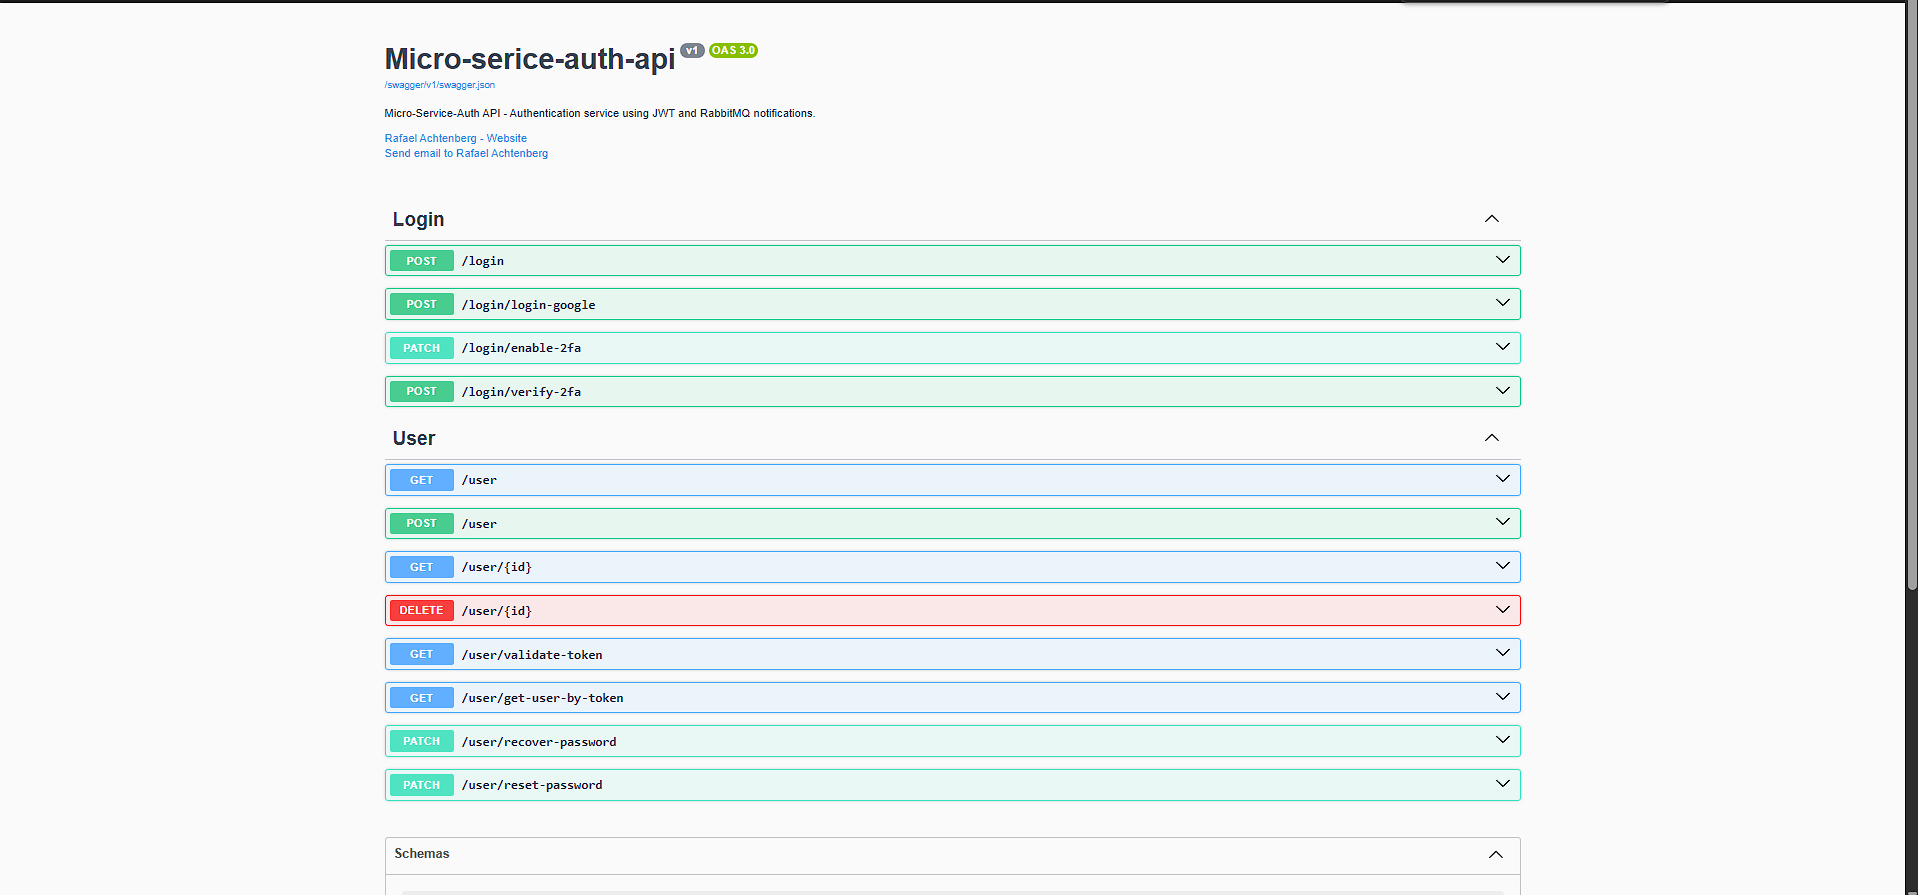 Micro-serice-auth-api v1 OAS 3.0
/swagger/v1/swagger.json
Micro-Service-Auth API - Authentication service using JWT and RabbitMQ notifications.
Rafael Achtenberg - Website
Send email to Rafael Achtenberg
Login
POST /login
POST /login/login-google
PATCH /login/enable-2fa
POST /login/verify-2fa
User
GET /user
POST /user
GET /user/{id}
DELETE /user/{id}
GET /user/validate-token
GET /user/get-user-by-token
PATCH /user/recover-password
PATCH /user/reset-password
Schemas